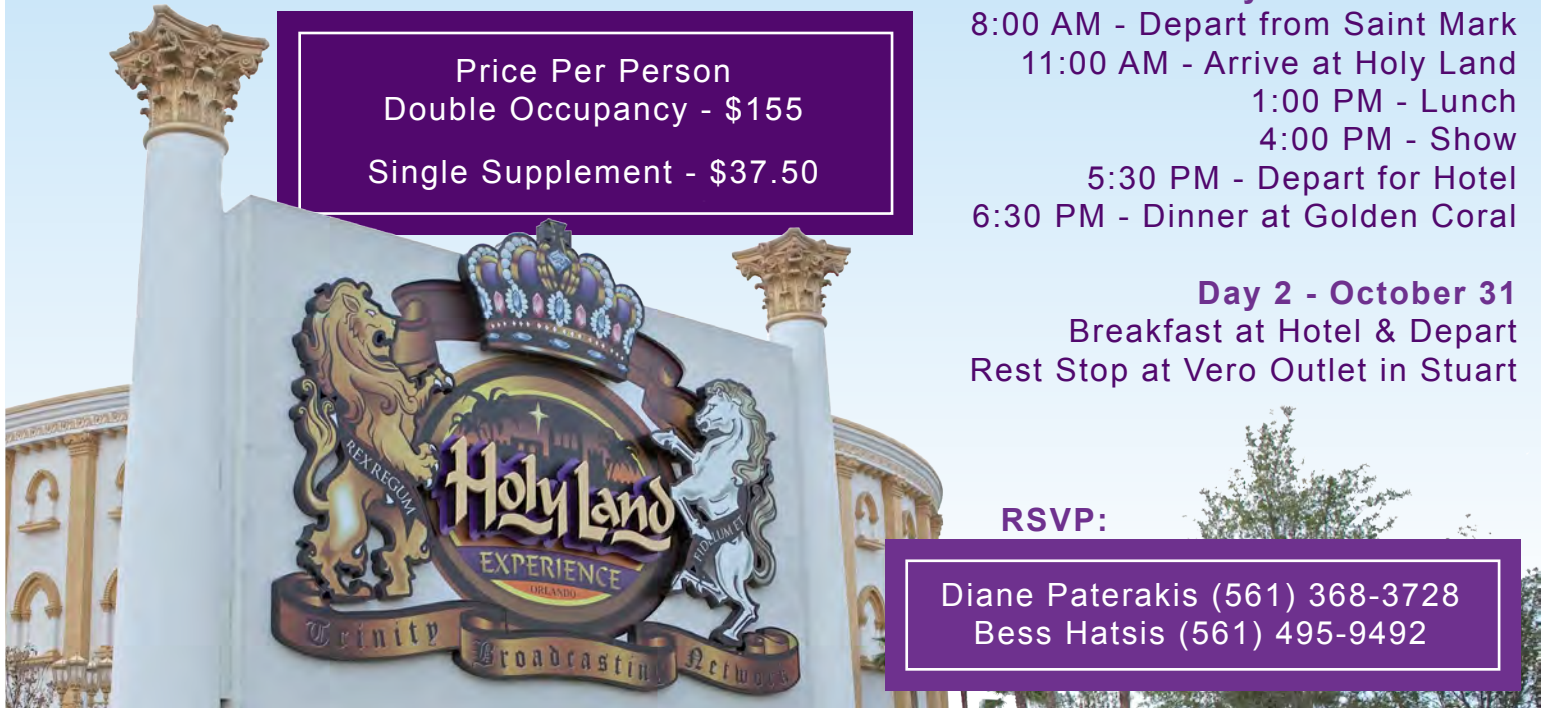 Price Per Person
Double Occupancy - $155
Single Supplement - $37.50
8:00 AM - Depart from Saint Mark
11:00 AM - Arrive at Holy Land
1:00 PM - Lunch
4:00 PM - Show
5:30 PM - Depart for Hotel
6:30 PM - Dinner at Golden Coral
Day 2 - October 31
Breakfast at Hotel & Depart
Rest Stop at Vero Outlet in Stuart
REX REGUM
FIDELUM ET
Holy Land
EXPERIENCE
ORLANDO
Trinity
Broadcasting
Network
RSVP:
Diane Paterakis (561) 368-3728
Bess Hatsis (561) 495-9492